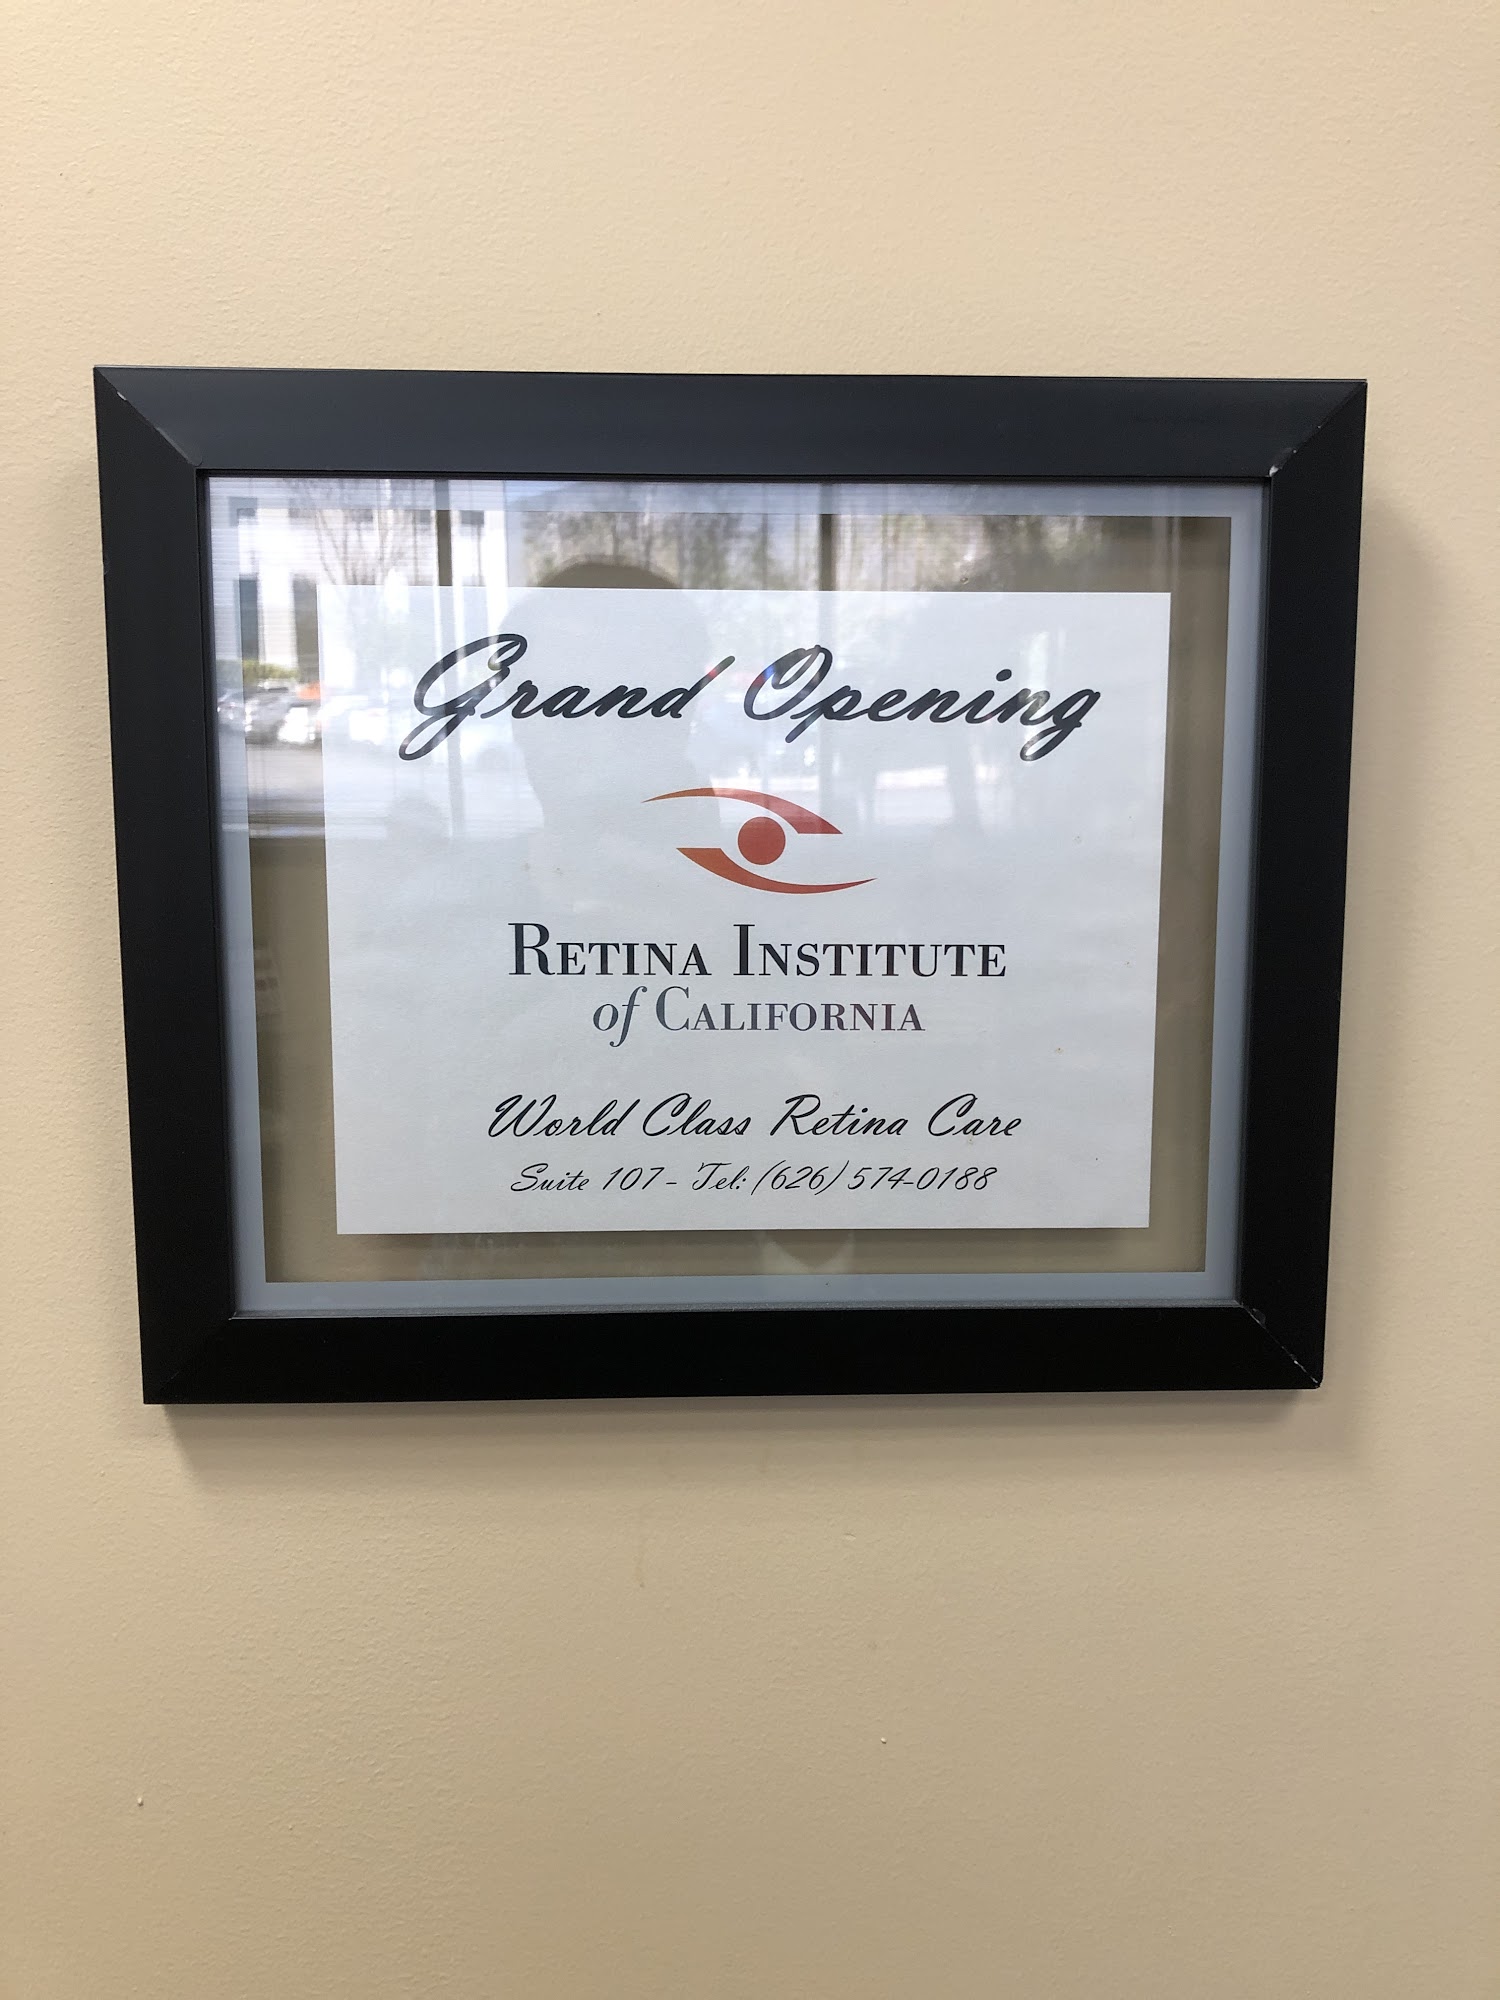 Grand Opening
RETINA INSTITUTE
of CALIFORNIA
World Class Retina Care
Suite 107 - Tel: (626) 574-0188